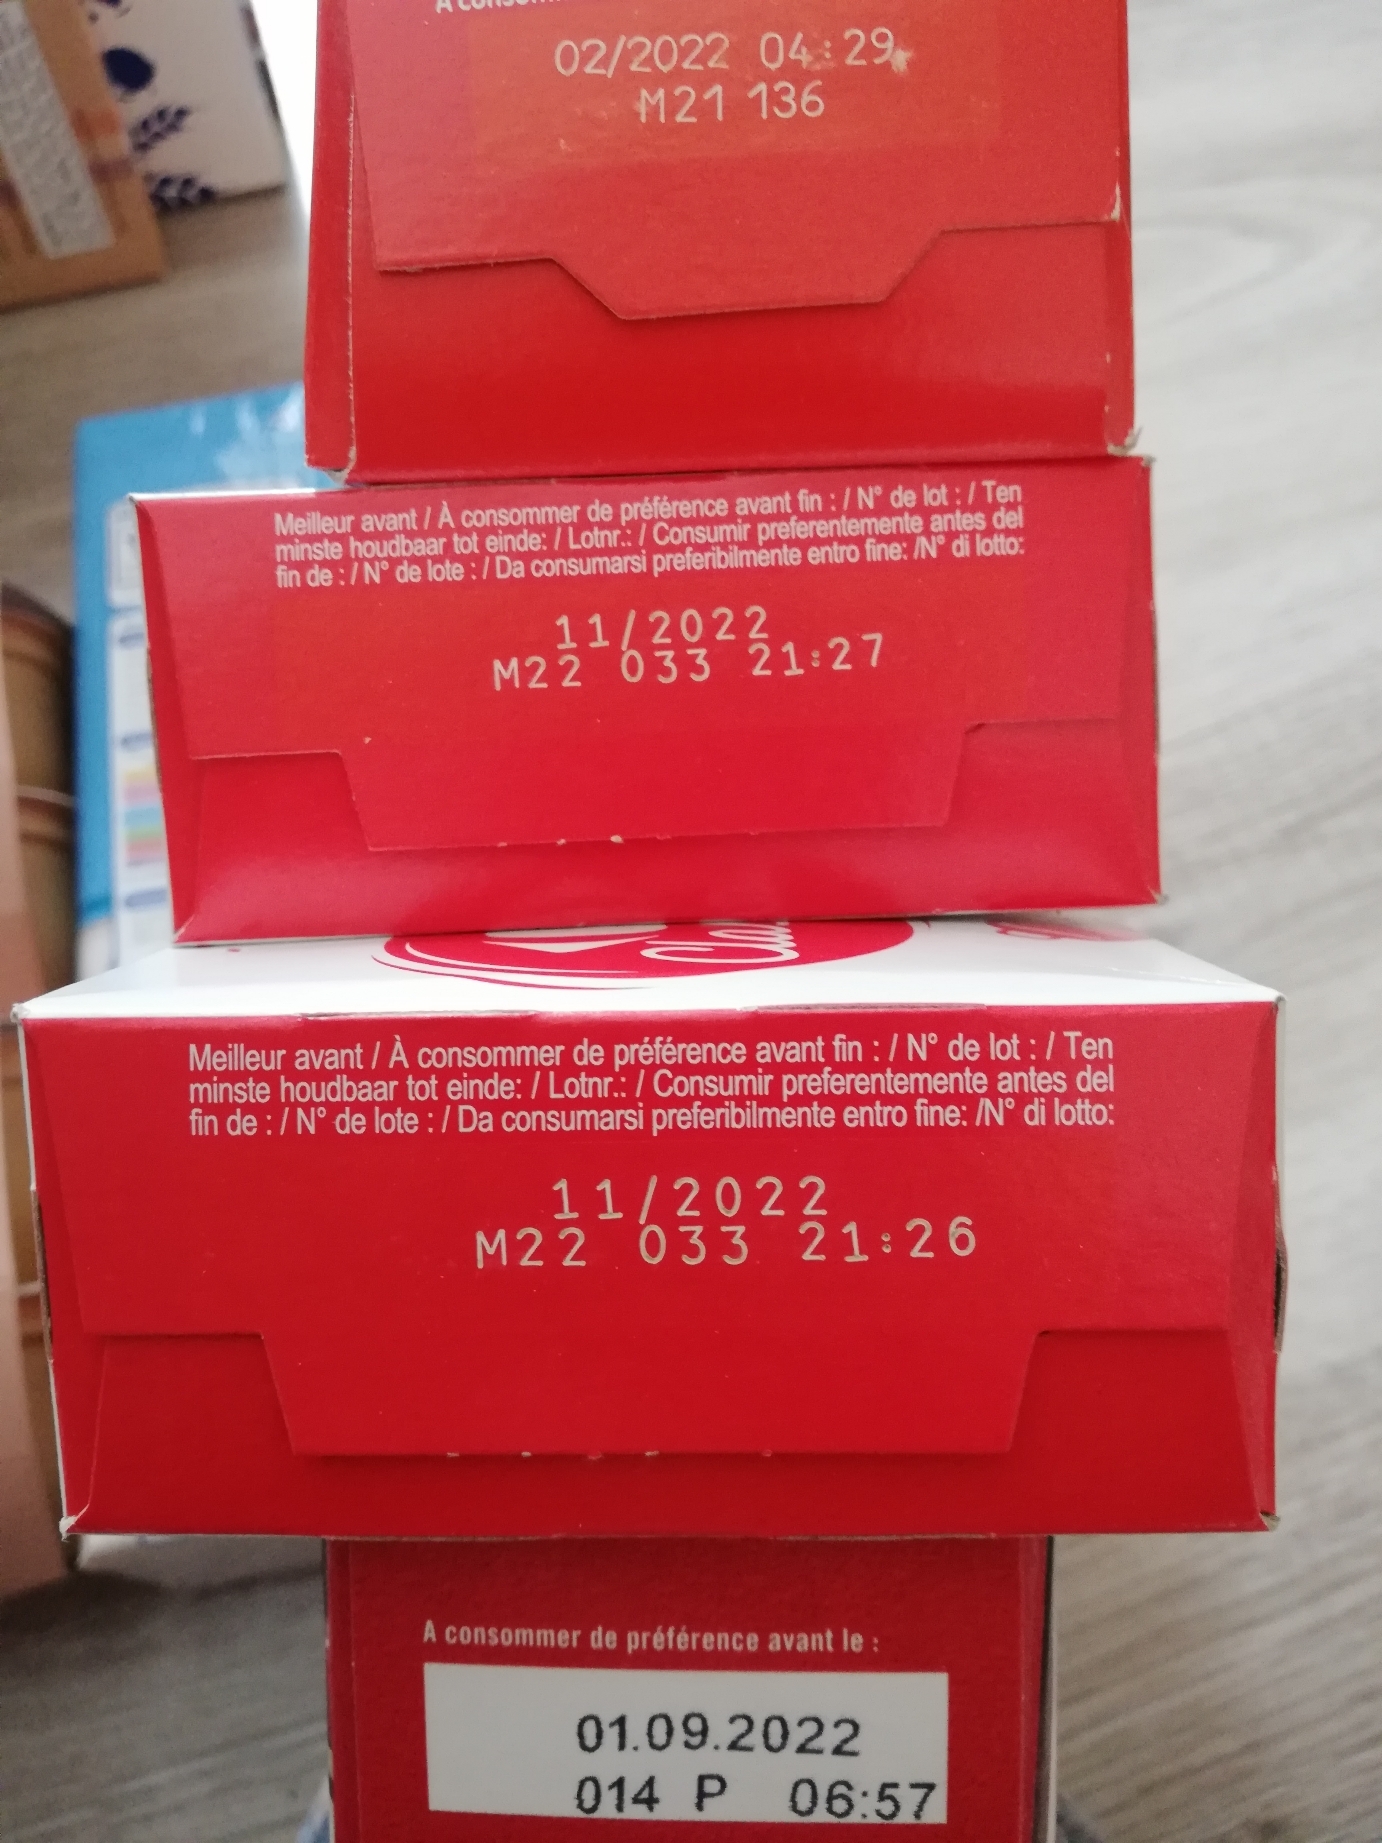 02/2022 04:29
M21 136
Meilleur avant / À consommer de préférence avant fin : / N° de lot : / Ten
minste houdbaar tot einde: / Lotnr.: / Consumir preferentemente antes del
fin de : / N° de lote : / Da consumarsi preferibilmente entro fine: /N° di lotto:
11/2022
M22 033 21:27
Meilleur avant / À consommer de préférence avant fin : / N° de lot : / Ten
minste houdbaar tot einde: / Lotnr.: / Consumir preferentemente antes del
fin de : / N° de lote : / Da consumarsi preferibilmente entro fine: /N° di lotto:
11/2022
M22 033 21:26
A consommer de préférence avant le :
01.09.2022
014 P 06:57